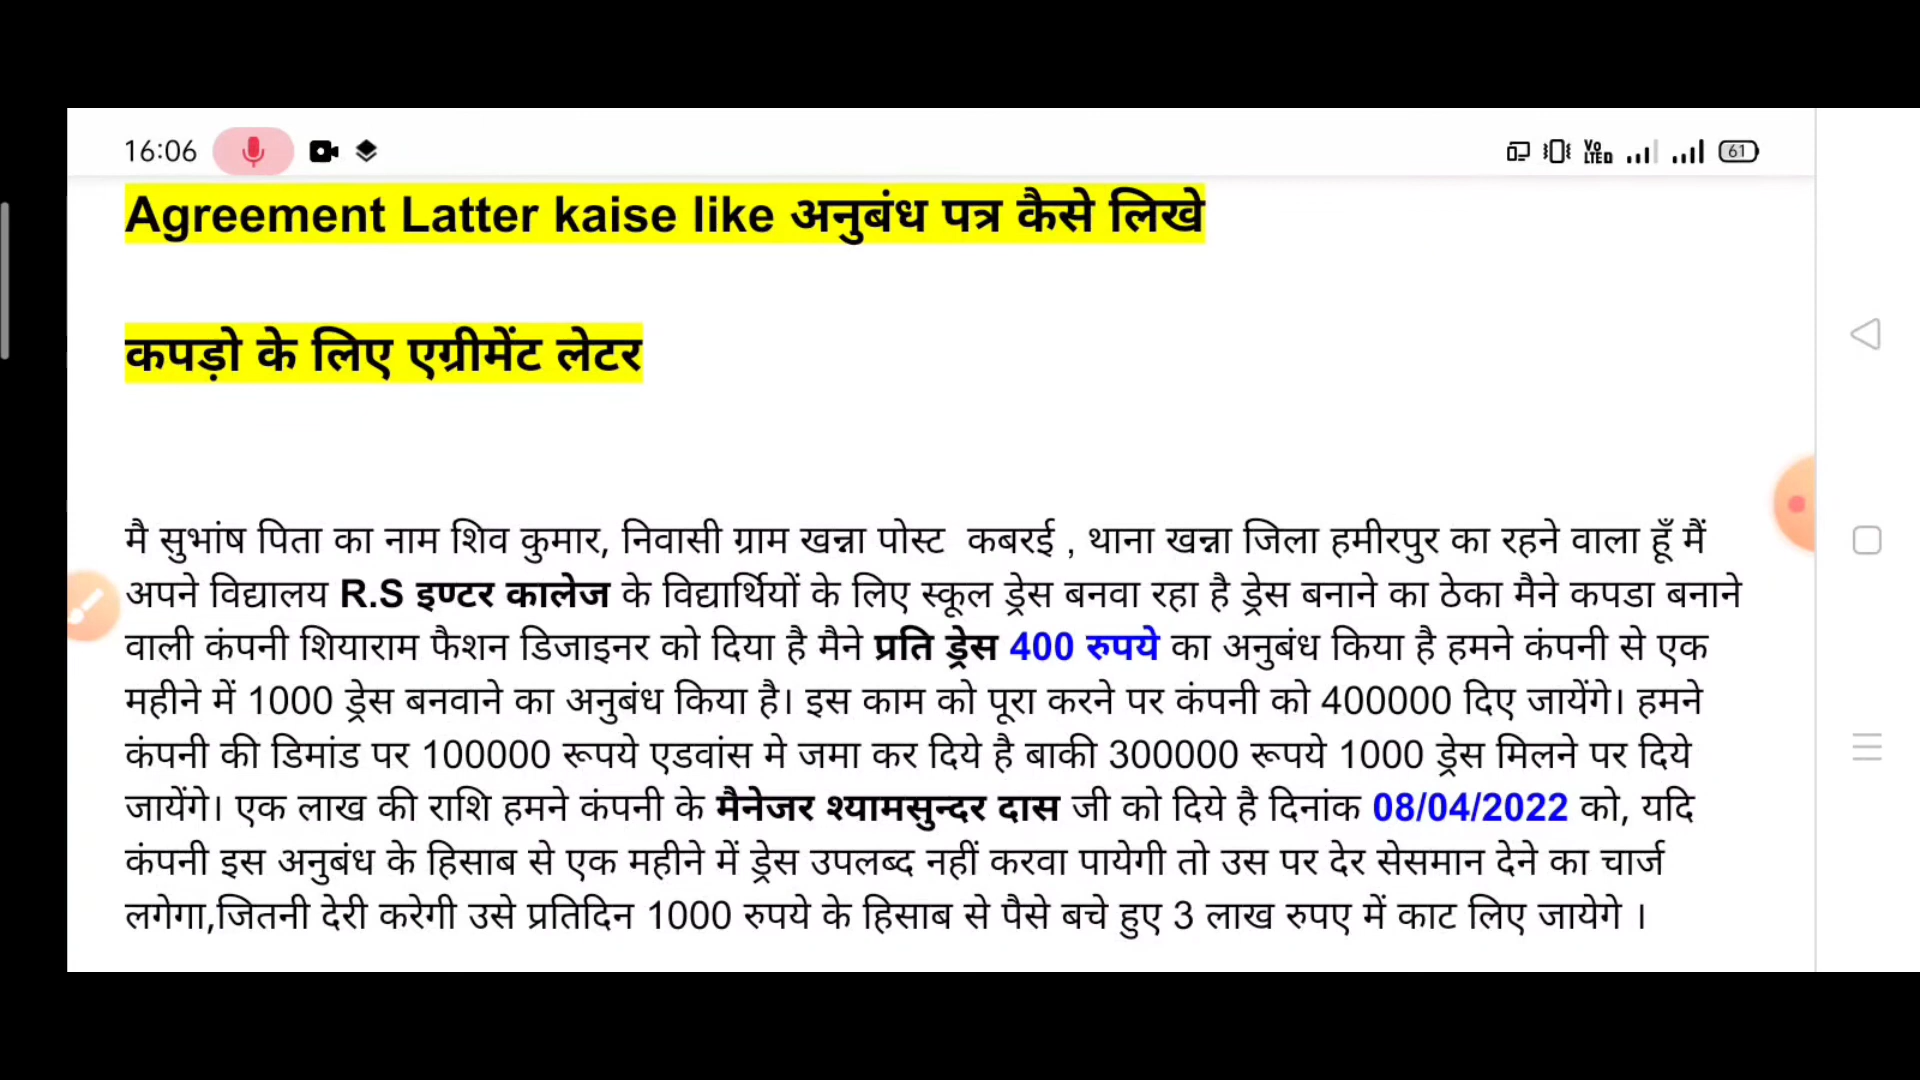 16:06
Vo LTE 61
Agreement Latter kaise like अनुबंध पत्र कैसे लिखे
कपड़ो के लिए एग्रीमेंट लेटर
मै सुभांष पिता का नाम शिव कुमार, निवासी ग्राम खन्ना पोस्ट कबरई , थाना खन्ना जिला हमीरपुर का रहने वाला हूँ मैं
अपने विद्यालय R.S इण्टर कालेज के विद्यार्थियों के लिए स्कूल ड्रेस बनवा रहा है ड्रेस बनाने का ठेका मैने कपडा बनाने
वाली कंपनी शियाराम फैशन डिजाइनर को दिया है मैने प्रति ड्रेस 400 रुपये का अनुबंध किया है हमने कंपनी से एक
महीने में 1000 ड्रेस बनवाने का अनुबंध किया है। इस काम को पूरा करने पर कंपनी को 400000 दिए जायेंगे। हमने
कंपनी की डिमांड पर 100000 रूपये एडवांस मे जमा कर दिये है बाकी 300000 रूपये 1000 ड्रेस मिलने पर दिये
जायेंगे। एक लाख की राशि हमने कंपनी के मैनेजर श्यामसुन्दर दास जी को दिये है दिनांक 08/04/2022 को, यदि
कंपनी इस अनुबंध के हिसाब से एक महीने में ड्रेस उपलब्द नहीं करवा पायेगी तो उस पर देर सेसमान देने का चार्ज
लगेगा,जितनी देरी करेगी उसे प्रतिदिन 1000 रुपये के हिसाब से पैसे बचे हुए 3 लाख रुपए में काट लिए जायेगे ।